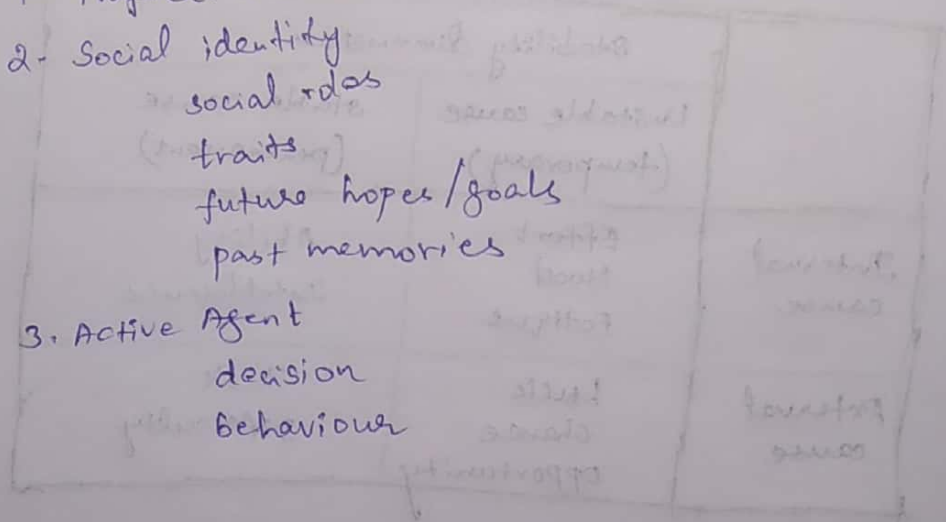 2- Social identity
social roles
traits
future hopes/goals
past memories
3. Active Agent
decision
behaviour